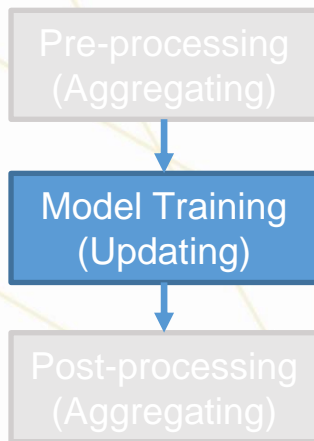 Pre-processing
(Aggregating)
Model Training
(Updating)
Post-processing
(Aggregating)